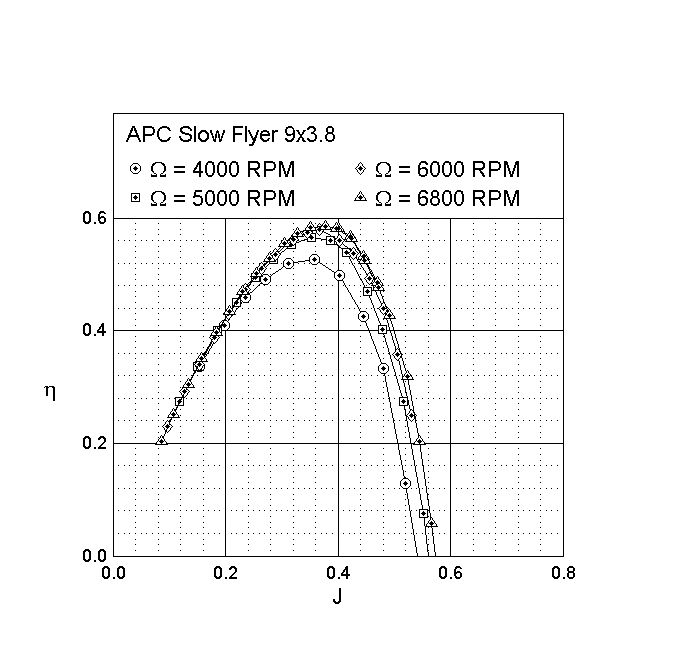 APC Slow Flyer 9x3.8
Ω = 4000 RPM Ω = 6000 RPM
Ω = 5000 RPM Ω = 6800 RPM
0.6
0.4
η
0.2
0.0
0.0 0.2 0.4 0.6 0.8
J